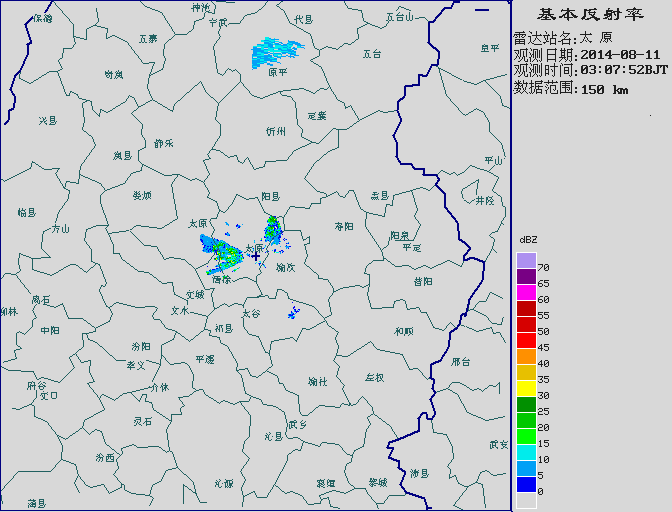 基本反射率
雷达站名:太 原
观测日期:2014-08-11
观测时间:03:07:52BJT
数据范围:150 km
dBZ
70
65
60
55
50
45
40
35
30
25
20
15
10
5
0
保德
神池
宁武
代县
五台山
五寨
岢岚
原平
五台
阜平
兴县
定襄
静乐
忻州
岚县
平山
娄烦
阳县
盂县
井陉
临县
方山
太原
寿阳
阳泉
平定
太原
榆次
清徐
昔阳
离石
文城
柳林
文水
太谷
中阳
祁县
和顺
汾阳
孝义
平遥
邢台
介休
榆社
左权
灵石
武乡
沁县
武安
汾西
沁源
襄垣
黎城
涉县
蒲县